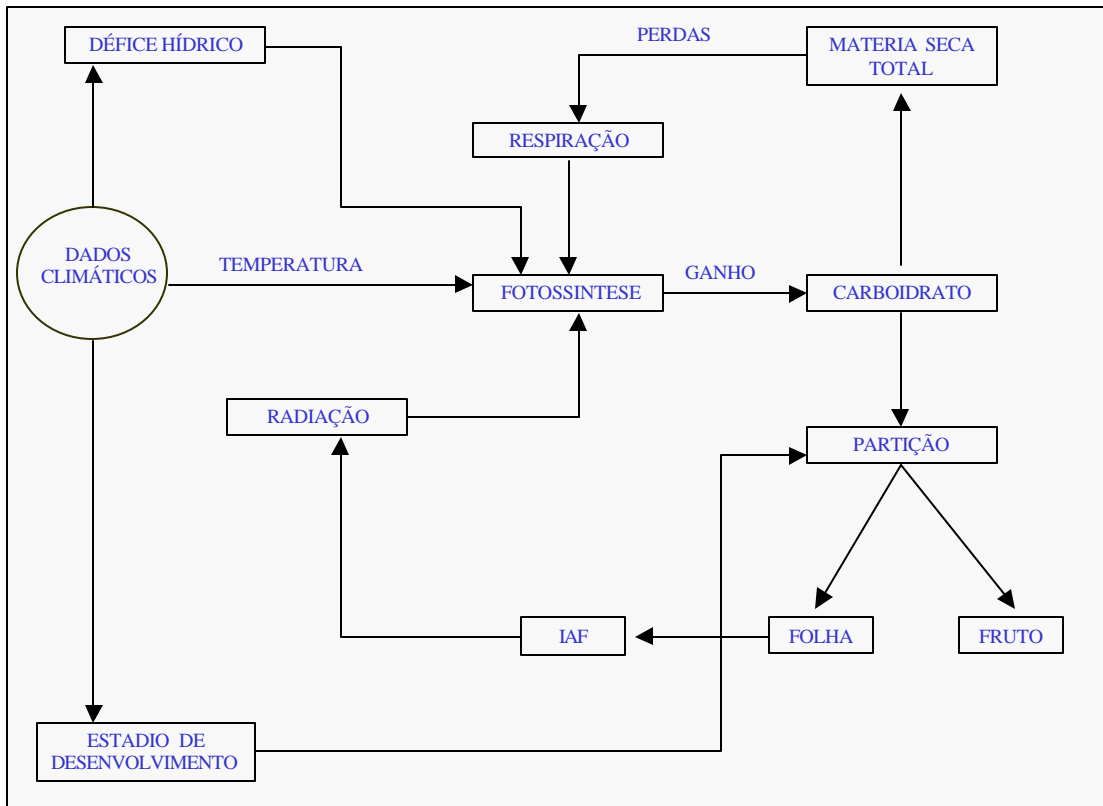 DÉFICE HÍDRICO
PERDAS
MATERIA SECA
TOTAL
RESPIRAÇÃO
DADOS
CLIMÁTICOS
TEMPERATURA
FOTOSSINTESE
GANHO
CARBOIDRATO
RADIAÇÃO
PARTIÇÃO
IAF
FOLHA
FRUTO
ESTADIO DE
DESENVOLVIMENTO